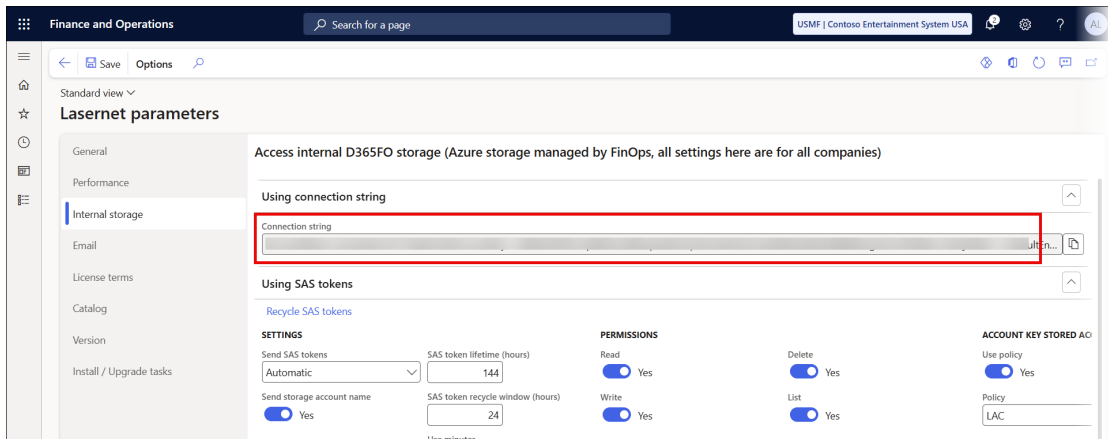 Finance and Operations
Search for a page
USMF | Contoso Entertainment System USA
2
?
AL
Save
Options
Standard view
Lasernet parameters
General
Performance
Internal storage
Email
License terms
Catalog
Version
Install / Upgrade tasks
Access internal D365FO storage (Azure storage managed by FinOps, all settings here are for all companies)
Using connection string
Connection string
ultEn...
Using SAS tokens
Recycle SAS tokens
SETTINGS
PERMISSIONS
ACCOUNT KEY STORED AC
Send SAS tokens
SAS token lifetime (hours)
Read
Delete
Use policy
Automatic
144
Yes
Yes
Yes
Send storage account name
SAS token recycle window (hours)
Write
List
Policy
Yes
24
Yes
Yes
LAC